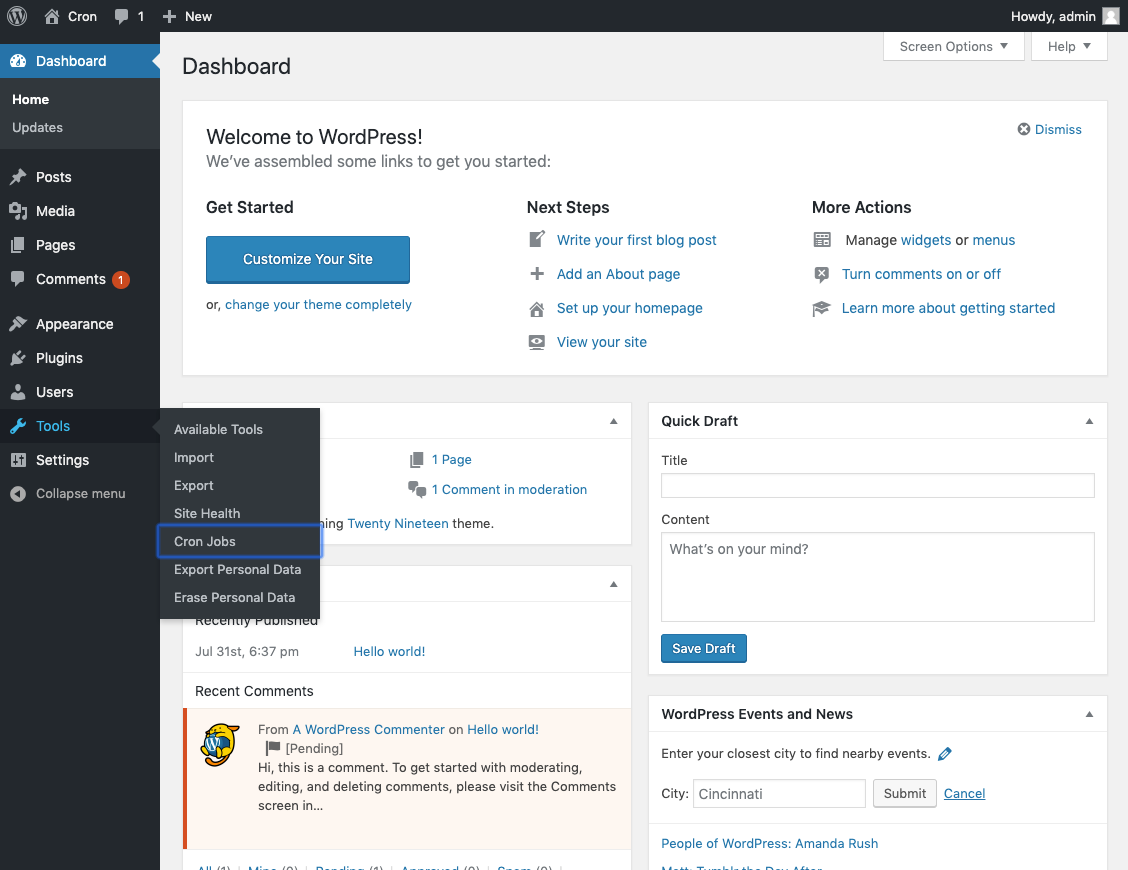 Cron
1
New
Howdy, admin
Dashboard
Home
Updates
Posts
Media
Pages
Comments 1
Appearance
Plugins
Users
Tools
Settings
Collapse menu
Available Tools
Import
Export
Site Health
Cron Jobs
Export Personal Data
Erase Personal Data
Screen Options
Help
Dashboard
Welcome to WordPress!
We've assembled some links to get you started:
Dismiss
Get Started
Customize Your Site
or, change your theme completely
Next Steps
Write your first blog post
Add an About page
Set up your homepage
View your site
More Actions
Manage widgets or menus
Turn comments on or off
Learn more about getting started
1 Page
1 Comment in moderation
Twenty Nineteen theme.
Recently Published
Jul 31st, 6:37 pm Hello world!
Recent Comments
From A WordPress Commenter on Hello world!
[Pending]
Hi, this is a comment. To get started with moderating,
editing, and deleting comments, please visit the Comments
screen in…
All (1) | Mine (0) | Pending (1) | Approved (0) | Spam (0) |
Quick Draft
Title
Content
What's on your mind?
Save Draft
WordPress Events and News
Enter your closest city to find nearby events.
City: Cincinnati Submit Cancel
People of WordPress: Amanda Rush
Matt: Tumblr the Day After